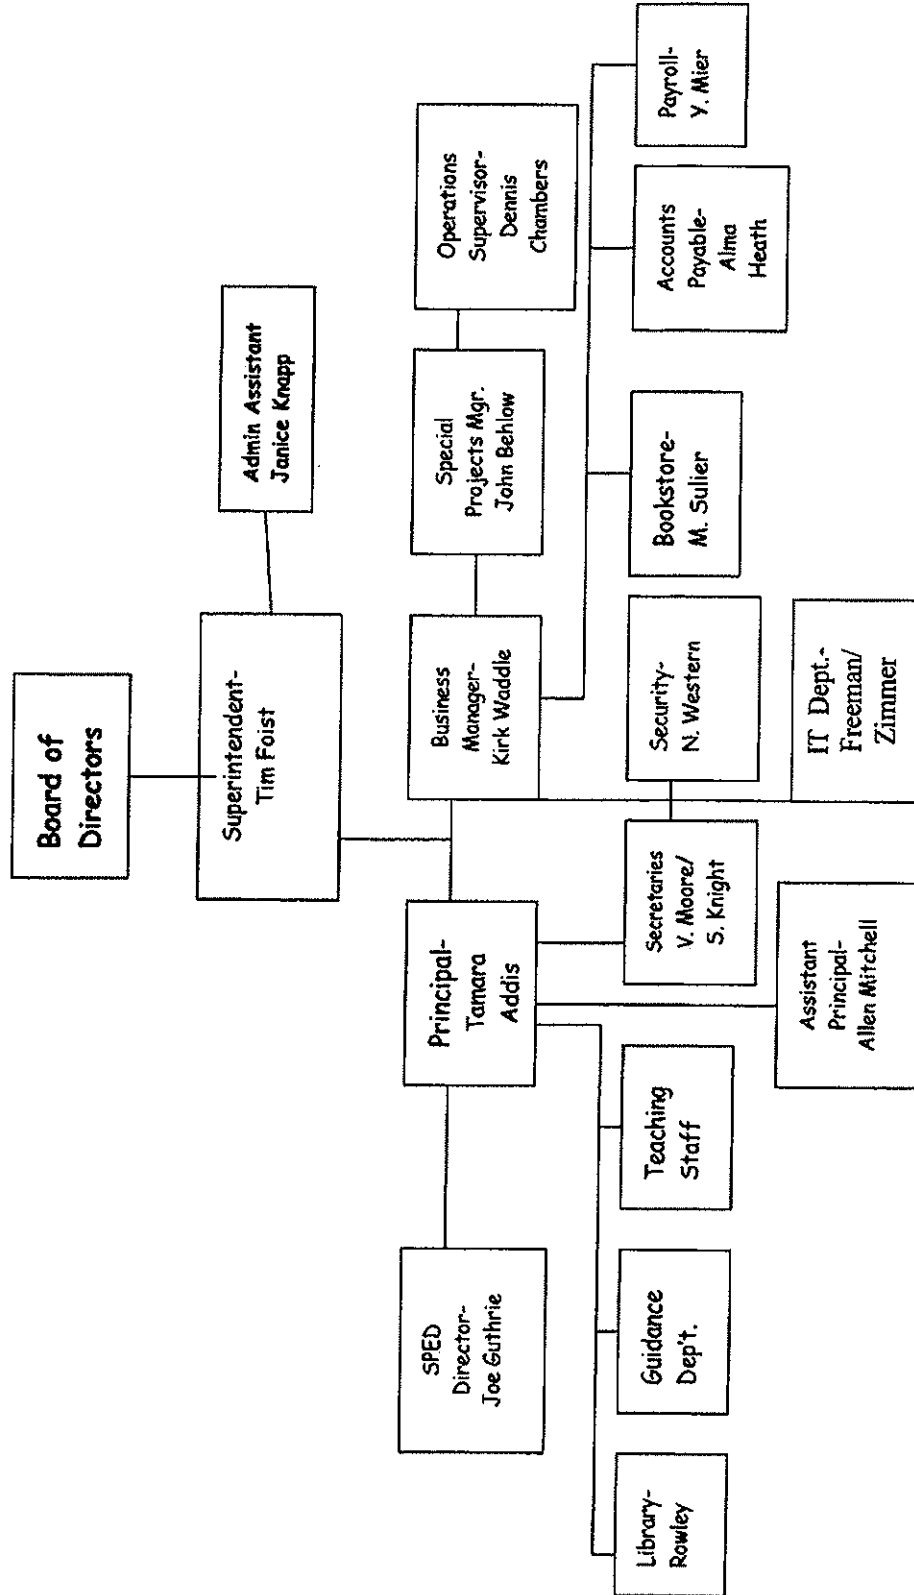 Board of
Directors
Superintendent-
Tim Foist
Admin Assistant
Janice Knapp
SPED
Director-
Joe Guthrie
Principal-
Tamara
Addis
Business
Manager-
Kirk Waddle
Special
Projects Mgr.
John Behlow
Operations
Supervisor-
Dennis
Chambers
Library-
Rowley
Guidance
Dep't.
Teaching
Staff
Secretaries
V. Moore/
S. Knight
Security-
N. Western
Bookstore-
M. Sulier
Accounts
Payable-
Alma
Heath
Payroll-
Y. Mier
Assistant
Principal-
Allen Mitchell
IT Dept.-
Freeman/
Zimmer